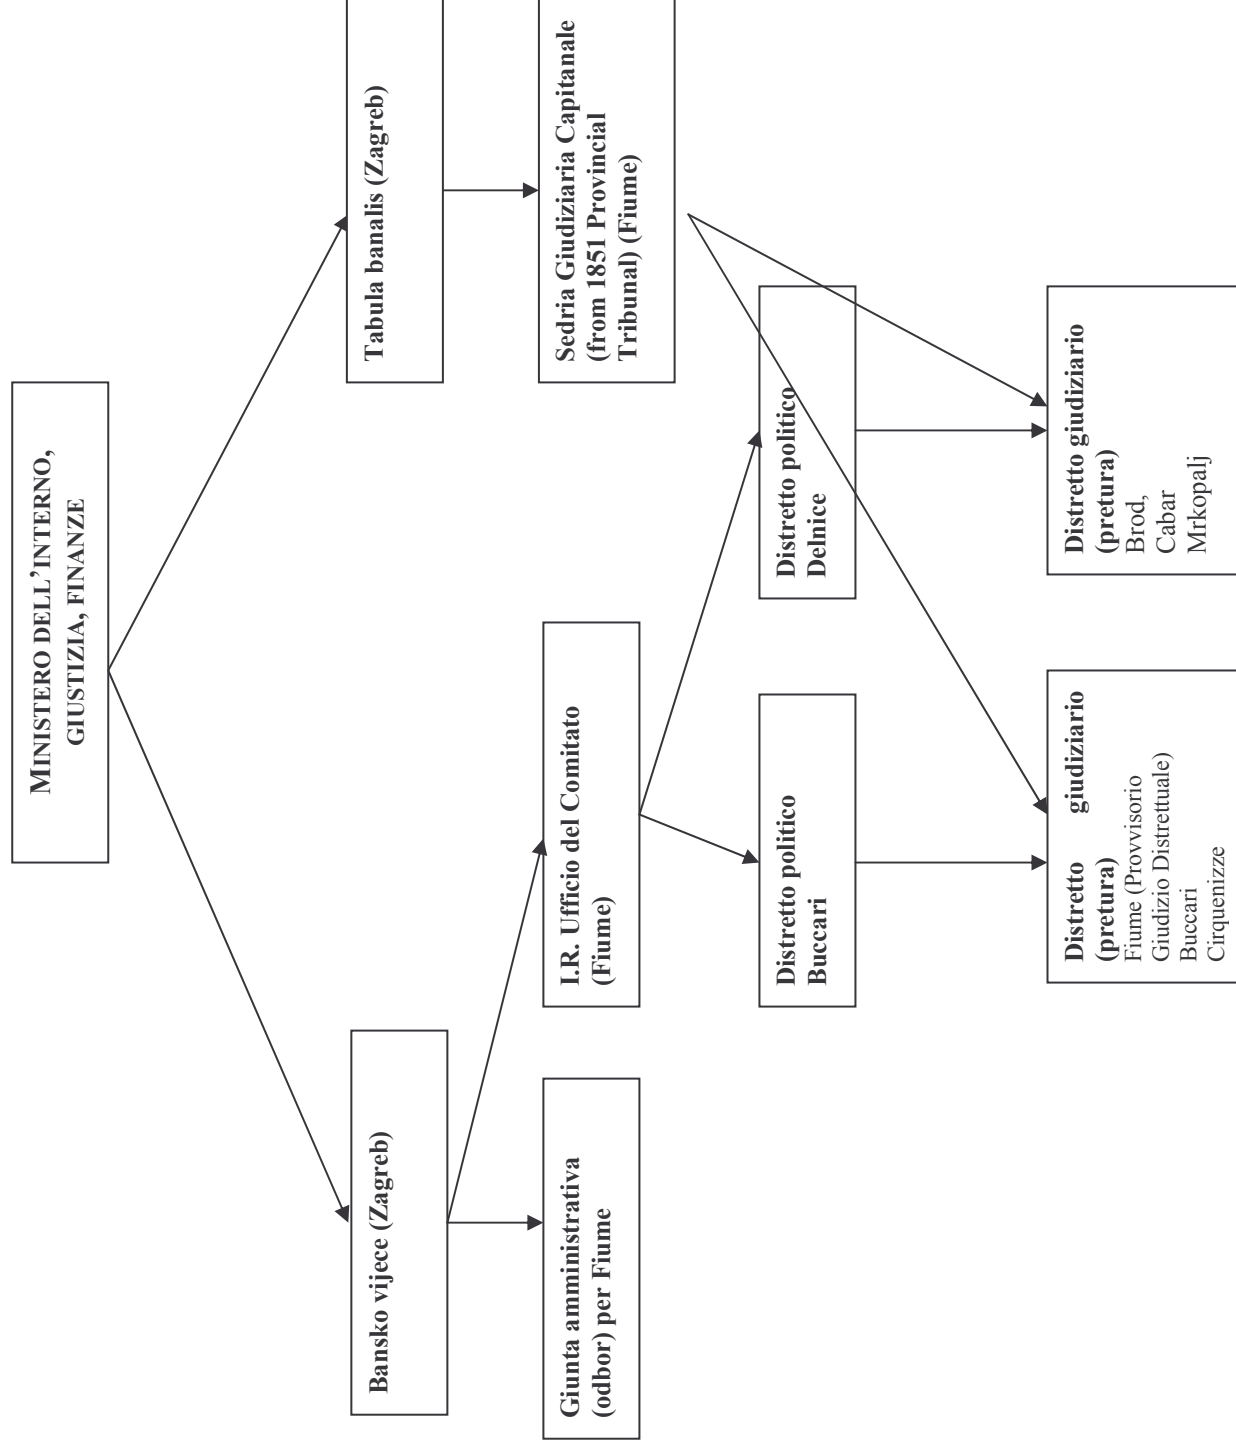 MINISTERO DELL’INTERNO,
GIUSTIZIA, FINANZE
Bansko vijece (Zagreb)
Tabula banalis (Zagreb)
Giunta amministrativa
(odbor) per Fiume
I.R. Ufficio del Comitato
(Fiume)
Sedria Giudiziaria Capitanale
(from 1851 Provincial
Tribunal) (Fiume)
Distretto politico
Buccari
Distretto politico
Delnice
Distretto giudiziario
(pretura)
Fiume (Provvisorio
Giudizio Distrettuale)
Buccari
Cirquenizze
Distretto giudiziario
(pretura)
Brod,
Cabar
Mrkopalj